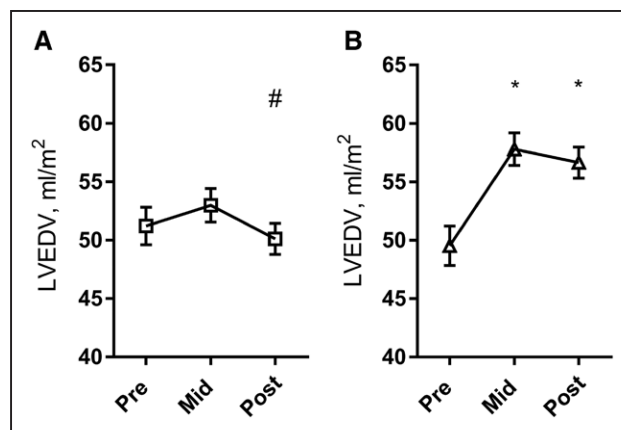 A
LVEDV, ml/m²
65
60
55
50
45
40
#
Pre
Mid
Post
B
LVEDV, ml/m²
65
60
55
50
45
40
*
*
Pre
Mid
Post